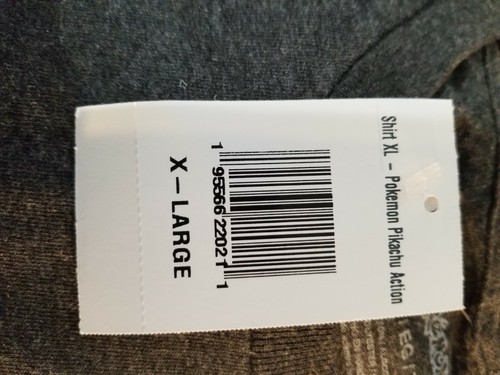 Shirt XL – Pokemon Pikachu Action
1 95566 22021 1
X-LARGE